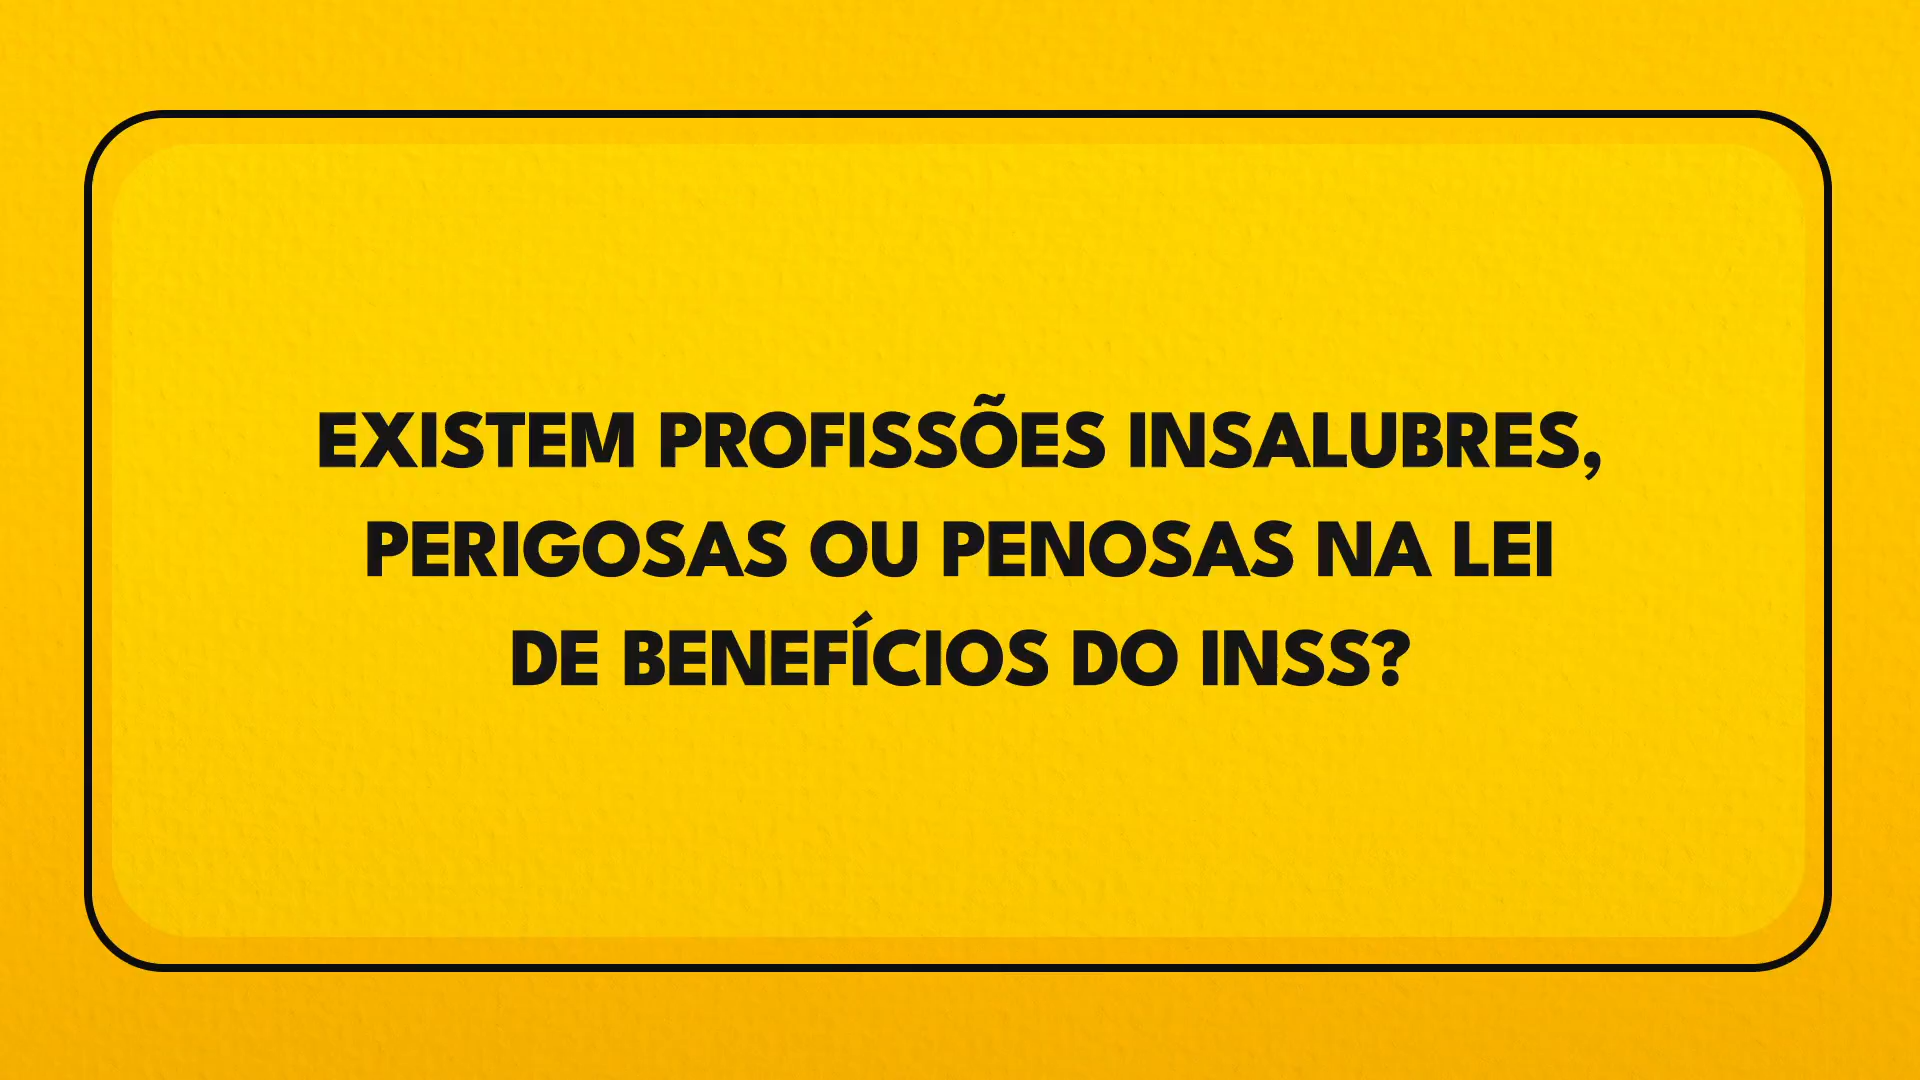 EXISTEM PROFISSÕES INSALUBRES,
PERIGOSAS OU PENOSAS NA LEI
DE BENEFÍCIOS DO INSS?